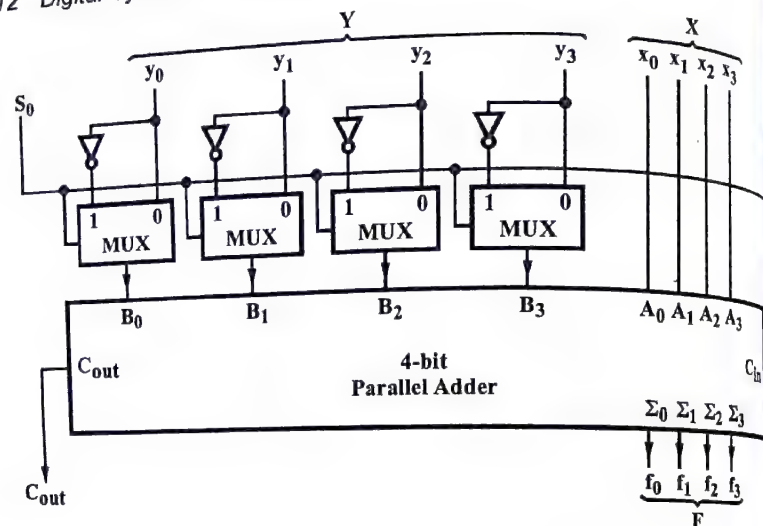 12 Digital
Y
X
y₀ y₁ y₂ y₃ x₀ x₁ x₂ x₃
S₀
1 0 1 0 1 0 1 0
MUX MUX MUX MUX
B₀ B₁ B₂ B₃ A₀ A₁ A₂ A₃
Cout 4-bit Cin
Parallel Adder
Σ₀ Σ₁ Σ₂ Σ₃
f₀ f₁ f₂ f₃
Cout
F